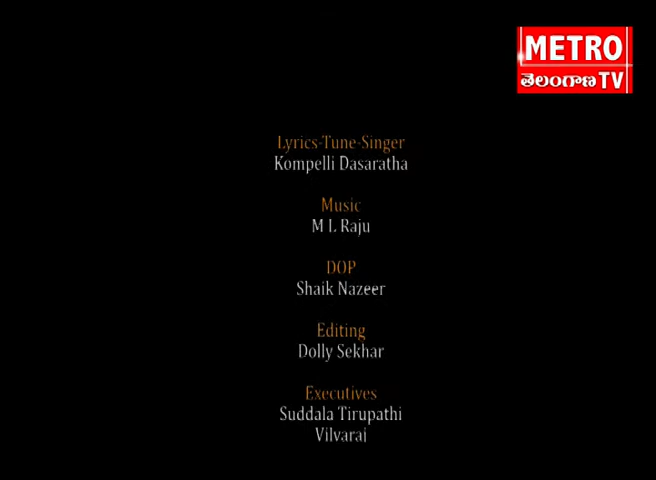 METRO
తెలంగాణ TV
Lyrics-Tune-Singer
Kompelli Dasaratha
Music
M L Raju
DOP
Shaik Nazeer
Editing
Dolly Sekhar
Executives
Suddala Tirupathi
Vilvaraj